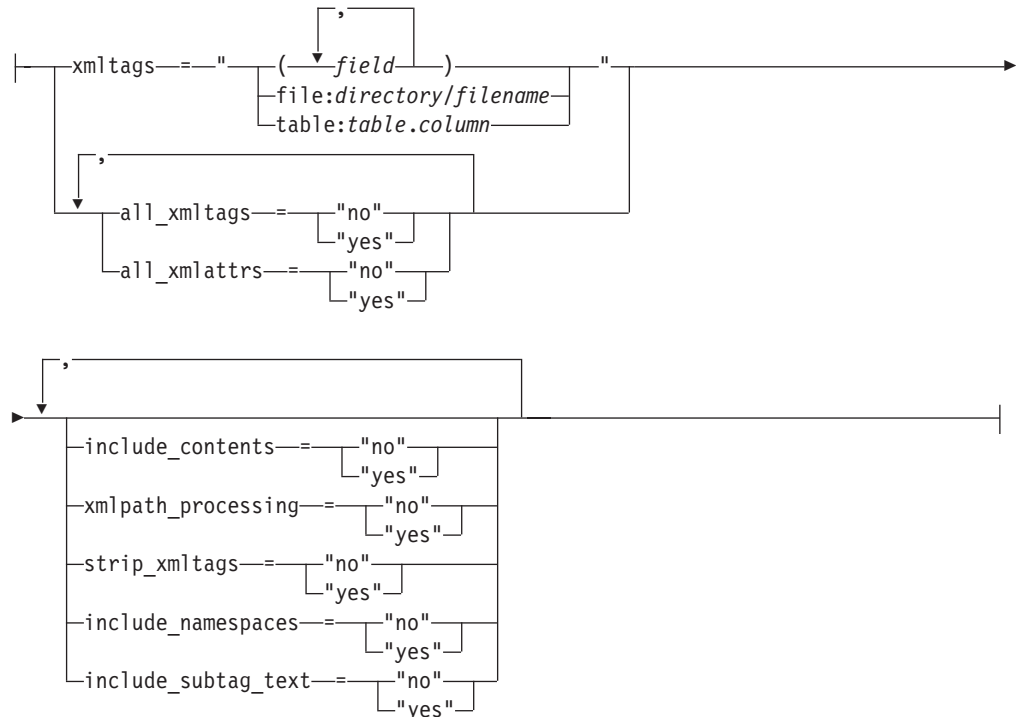 ,
xmltags = " ( field ) "
file:directory/filename
table:table.column
,
all_xmltags = "no"
"yes"
all_xmlattrs = "no"
"yes"
,
include_contents = "no"
"yes"
xmlpath_processing = "no"
"yes"
strip_xmltags = "no"
"yes"
include_namespaces = "no"
"yes"
include_subtag_text = "no"
"yes"